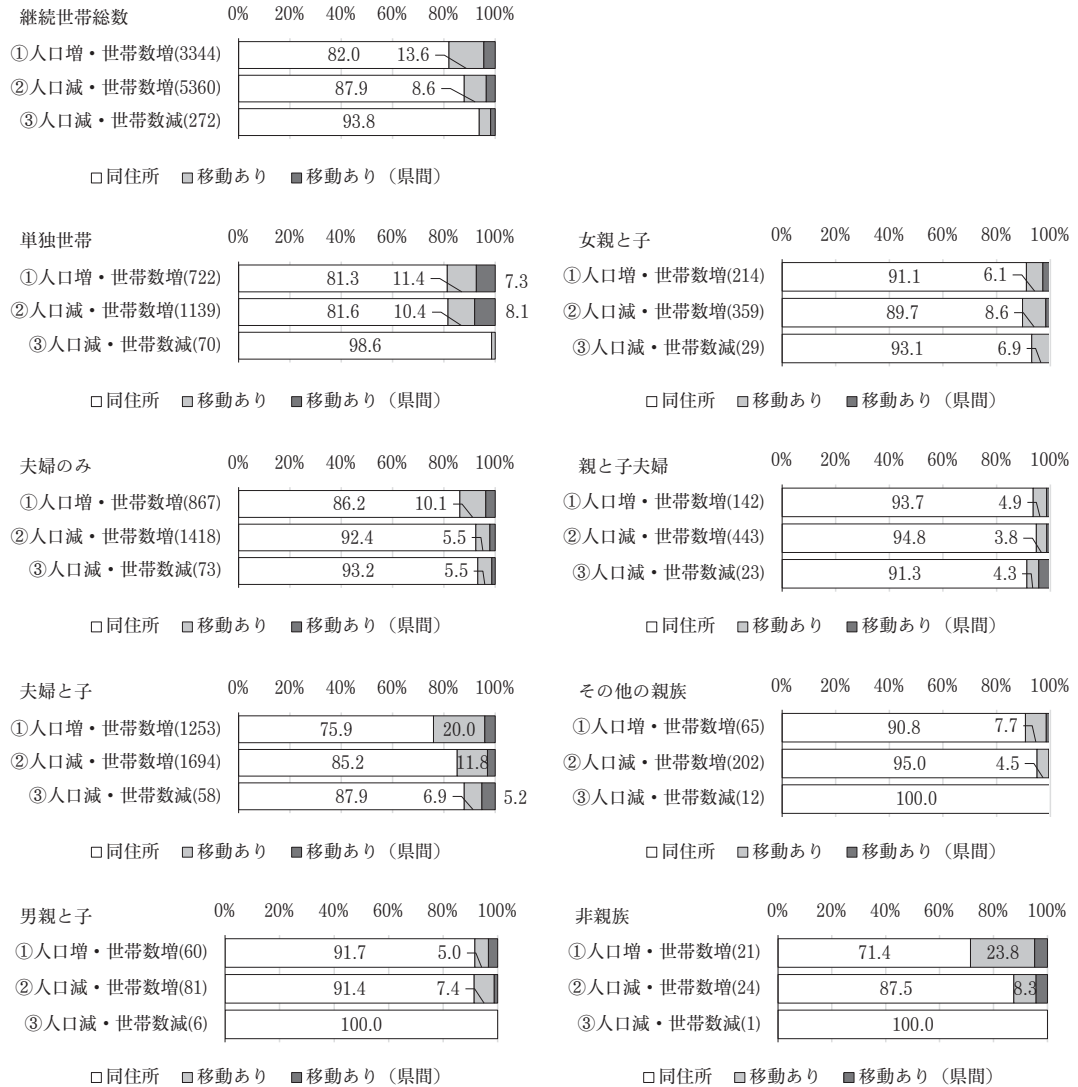 継続世帯総数
0% 20% 40% 60% 80% 100%
①人口増・世帯数増(3344) 82.0 13.6
②人口減・世帯数増(5360) 87.9 8.6
③人口減・世帯数減(272) 93.8
□同住所 ■移動あり ■移動あり（県間）
単独世帯
0% 20% 40% 60% 80% 100%
①人口増・世帯数増(722) 81.3 11.4 7.3
②人口減・世帯数増(1139) 81.6 10.4 8.1
③人口減・世帯数減(70) 98.6
□同住所 ■移動あり ■移動あり（県間）
女親と子
0% 20% 40% 60% 80% 100%
①人口増・世帯数増(214) 91.1 6.1
②人口減・世帯数増(359) 89.7 8.6
③人口減・世帯数減(29) 93.1 6.9
□同住所 ■移動あり ■移動あり（県間）
夫婦のみ
0% 20% 40% 60% 80% 100%
①人口増・世帯数増(867) 86.2 10.1
②人口減・世帯数増(1418) 92.4 5.5
③人口減・世帯数減(73) 93.2 5.5
□同住所 ■移動あり ■移動あり（県間）
親と子夫婦
0% 20% 40% 60% 80% 100%
①人口増・世帯数増(142) 93.7 4.9
②人口減・世帯数増(443) 94.8 3.8
③人口減・世帯数減(23) 91.3 4.3
□同住所 ■移動あり ■移動あり（県間）
夫婦と子
0% 20% 40% 60% 80% 100%
①人口増・世帯数増(1253) 75.9 20.0
②人口減・世帯数増(1694) 85.2 11.8
③人口減・世帯数減(58) 87.9 6.9 5.2
□同住所 ■移動あり ■移動あり（県間）
その他の親族
0% 20% 40% 60% 80% 100%
①人口増・世帯数増(65) 90.8 7.7
②人口減・世帯数増(202) 95.0 4.5
③人口減・世帯数減(12) 100.0
□同住所 ■移動あり ■移動あり（県間）
男親と子
0% 20% 40% 60% 80% 100%
①人口増・世帯数増(60) 91.7 5.0
②人口減・世帯数増(81) 91.4 7.4
③人口減・世帯数減(6) 100.0
□同住所 ■移動あり ■移動あり（県間）
非親族
0% 20% 40% 60% 80% 100%
①人口増・世帯数増(21) 71.4 23.8
②人口減・世帯数増(24) 87.5 8.3
③人口減・世帯数減(1) 100.0
□同住所 ■移動あり ■移動あり（県間）